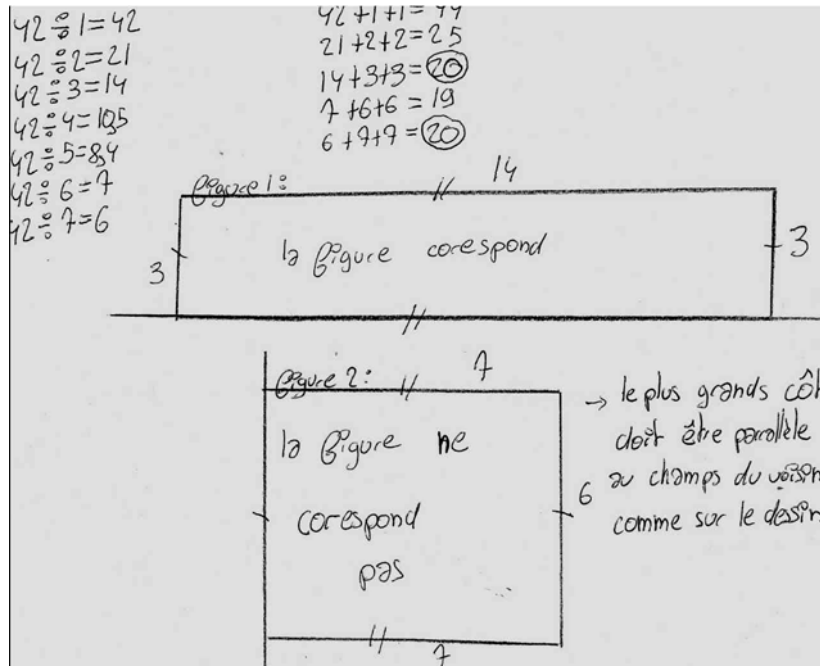 42 ÷ 1 = 42
42 ÷ 2 = 21
42 ÷ 3 = 14
42 ÷ 4 = 10,5
42 ÷ 5 = 8,4
42 ÷ 6 = 7
42 ÷ 7 = 6
42 + 1 + 1 = 44
21 + 2 + 2 = 25
14 + 3 + 3 = 20
7 + 6 + 6 = 19
6 + 7 + 7 = 20
figure 1:
14
3
la figure corespond
3
figure 2:
7
la figure ne
corespond
pas
6
7
→ le plus grands côt
doit être parrallèle
au champs du voisin
comme sur le dessin